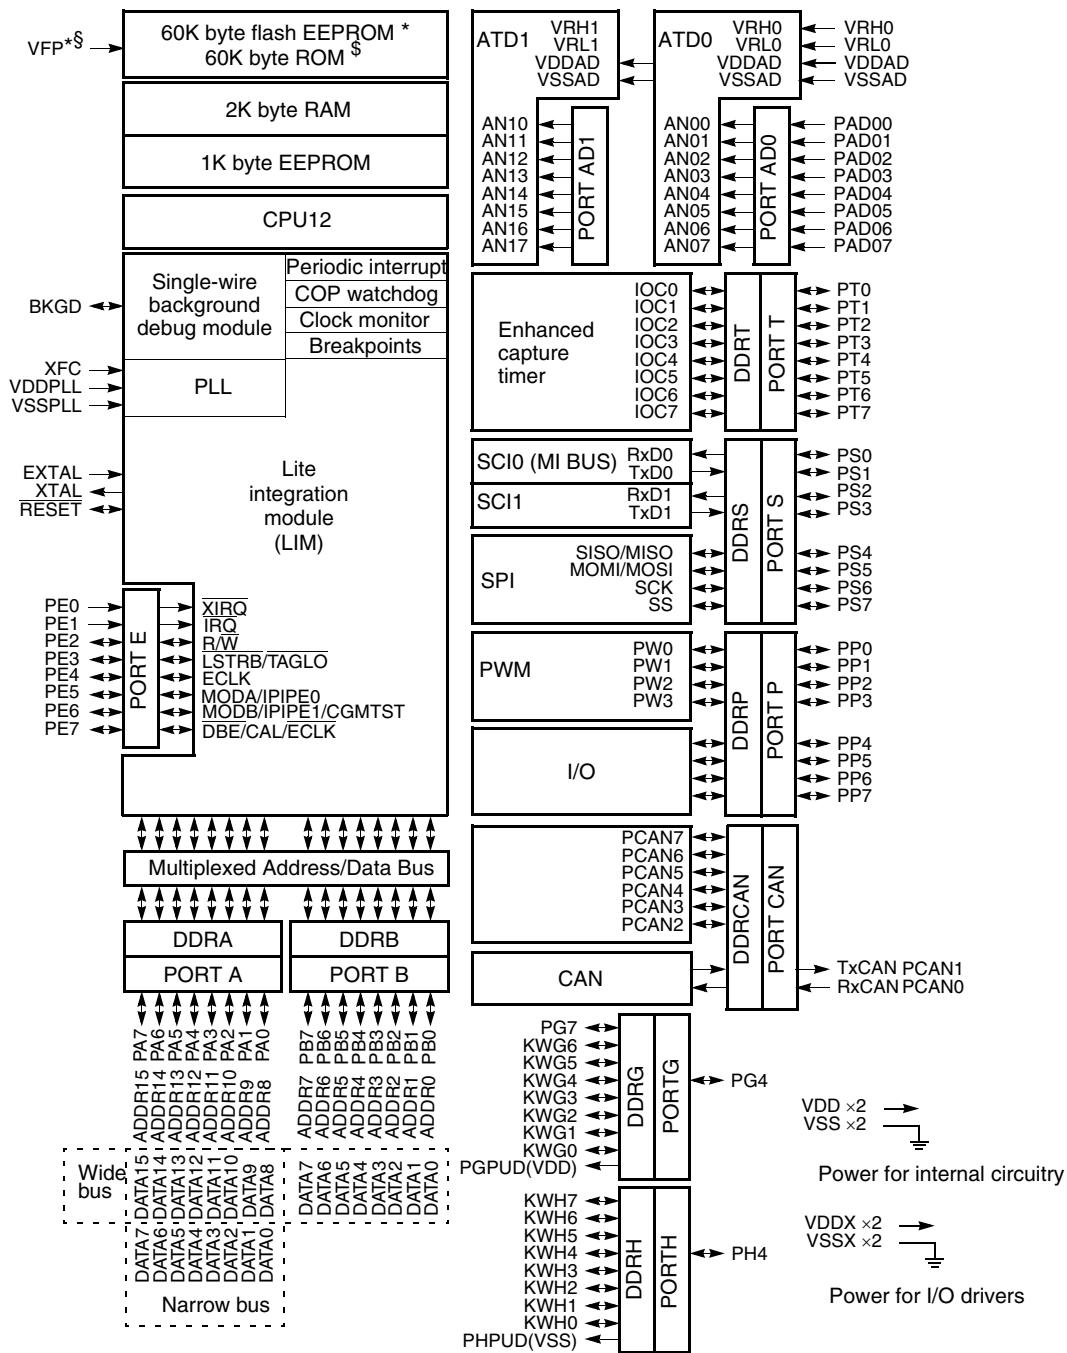 VFP*§
60K byte flash EEPROM *
60K byte ROM $
2K byte RAM
1K byte EEPROM
CPU12
Single-wire
background
debug module
Periodic interrupt
COP watchdog
Clock monitor
Breakpoints
BKGD
XFC
VDDPLL
VSSPLL
PLL
EXTAL
XTAL
RESET
Lite
integration
module
(LIM)
PE0
PE1
PE2
PE3
PE4
PE5
PE6
PE7
PORT E
XIRQ
IRQ
R/W
LSTRB/TAGLO
ECLK
MODA/IPIPE0
MODB/IPIPE1/CGMTST
DBE/CAL/ECLK
Multiplexed Address/Data Bus
DDRA
DDRB
PORT A
PORT B
PA7
PA6
PA5
PA4
PA3
PA2
PA1
PA0
PB7
PB6
PB5
PB4
PB3
PB2
PB1
PB0
ADDR15
ADDR14
ADDR13
ADDR12
ADDR11
ADDR10
ADDR9
ADDR8
ADDR7
ADDR6
ADDR5
ADDR4
ADDR3
ADDR2
ADDR1
ADDR0
Wide
bus
DATA15
DATA14
DATA13
DATA12
DATA11
DATA10
DATA9
DATA8
DATA7
DATA6
DATA5
DATA4
DATA3
DATA2
DATA1
DATA0
DATA7
DATA6
DATA5
DATA4
DATA3
DATA2
DATA1
DATA0
Narrow bus
ATD1
VRH1
VRL1
VDDAD
VSSAD
AN10
AN11
AN12
AN13
AN14
AN15
AN16
AN17
PORT AD1
ATD0
VRH0
VRL0
VDDAD
VSSAD
VRH0
VRL0
VDDAD
VSSAD
AN00
AN01
AN02
AN03
AN04
AN05
AN06
AN07
PORT AD0
PAD00
PAD01
PAD02
PAD03
PAD04
PAD05
PAD06
PAD07
Enhanced
capture
timer
IOC0
IOC1
IOC2
IOC3
IOC4
IOC5
IOC6
IOC7
DDRT
PORT T
PT0
PT1
PT2
PT3
PT4
PT5
PT6
PT7
SCI0 (MI BUS)
RxD0
TxD0
SCI1
RxD1
TxD1
SPI
SISO/MISO
MOMI/MOSI
SCK
SS
DDRS
PORT S
PS0
PS1
PS2
PS3
PS4
PS5
PS6
PS7
PWM
PW0
PW1
PW2
PW3
I/O
DDRP
PORT P
PP0
PP1
PP2
PP3
PP4
PP5
PP6
PP7
PCAN7
PCAN6
PCAN5
PCAN4
PCAN3
PCAN2
CAN
DDRCAN
PORT CAN
TxCAN PCAN1
RxCAN PCAN0
PG7
KWG6
KWG5
KWG4
KWG3
KWG2
KWG1
KWG0
PGPUD(VDD)
DDRG
PORTG
PG4
KWH7
KWH6
KWH5
KWH4
KWH3
KWH2
KWH1
KWH0
PHPUD(VSS)
DDRH
PORTH
PH4
VDD ×2
VSS ×2
Power for internal circuitry
VDDX ×2
VSSX ×2
Power for I/O drivers